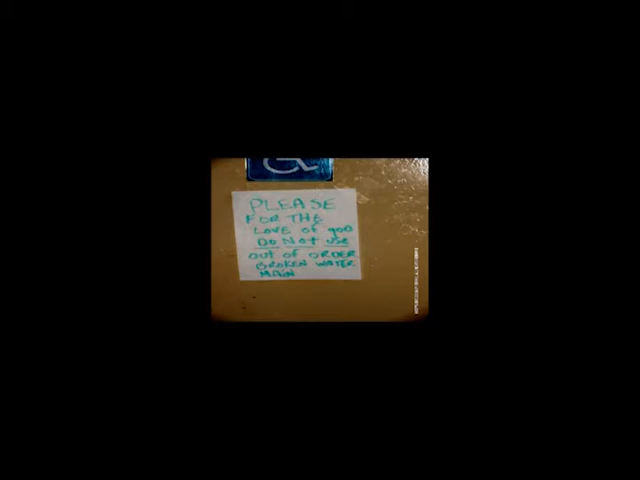 PLEASE
FOR THE
LOVE OF GOD
DO NOT USE
OUT OF ORDER
BROKEN WATER
MAIN